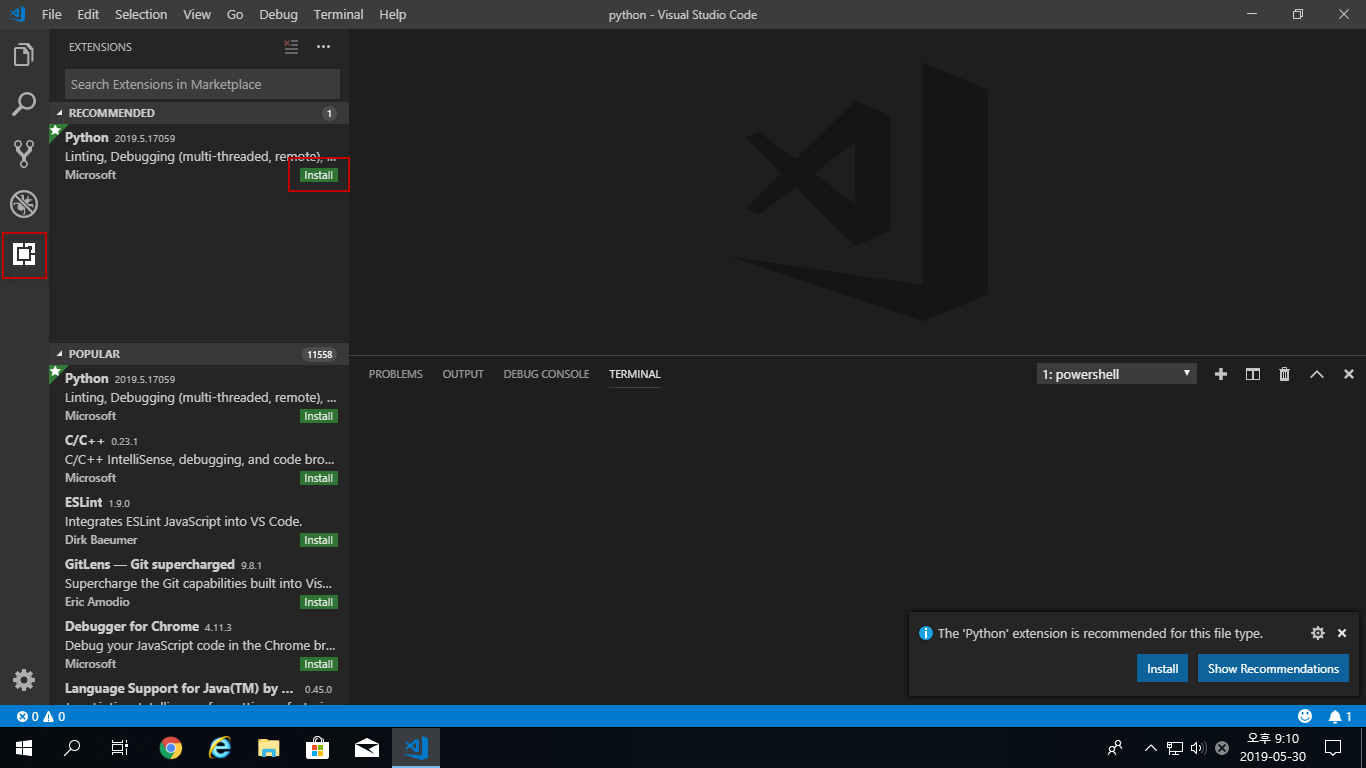 File Edit Selection View Go Debug Terminal Help
python - Visual Studio Code
EXTENSIONS
Search Extensions in Marketplace
RECOMMENDED 1
Python 2019.5.17059
Linting, Debugging (multi-threaded, remote), ...
Microsoft Install
POPULAR 11558
Python 2019.5.17059
Linting, Debugging (multi-threaded, remote), ...
Microsoft Install
C/C++ 0.23.1
C/C++ IntelliSense, debugging, and code bro...
Microsoft Install
ESLint 1.9.0
Integrates ESLint JavaScript into VS Code.
Dirk Baeumer Install
GitLens — Git supercharged 9.8.1
Supercharge the Git capabilities built into Vis...
Eric Amodio Install
Debugger for Chrome 4.11.3
Debug your JavaScript code in the Chrome br...
Microsoft Install
Language Support for Java(TM) by ... 0.45.0
PROBLEMS OUTPUT DEBUG CONSOLE TERMINAL
1: powershell
The 'Python' extension is recommended for this file type.
Install Show Recommendations
0 0
1
오후 9:10
2019-05-30